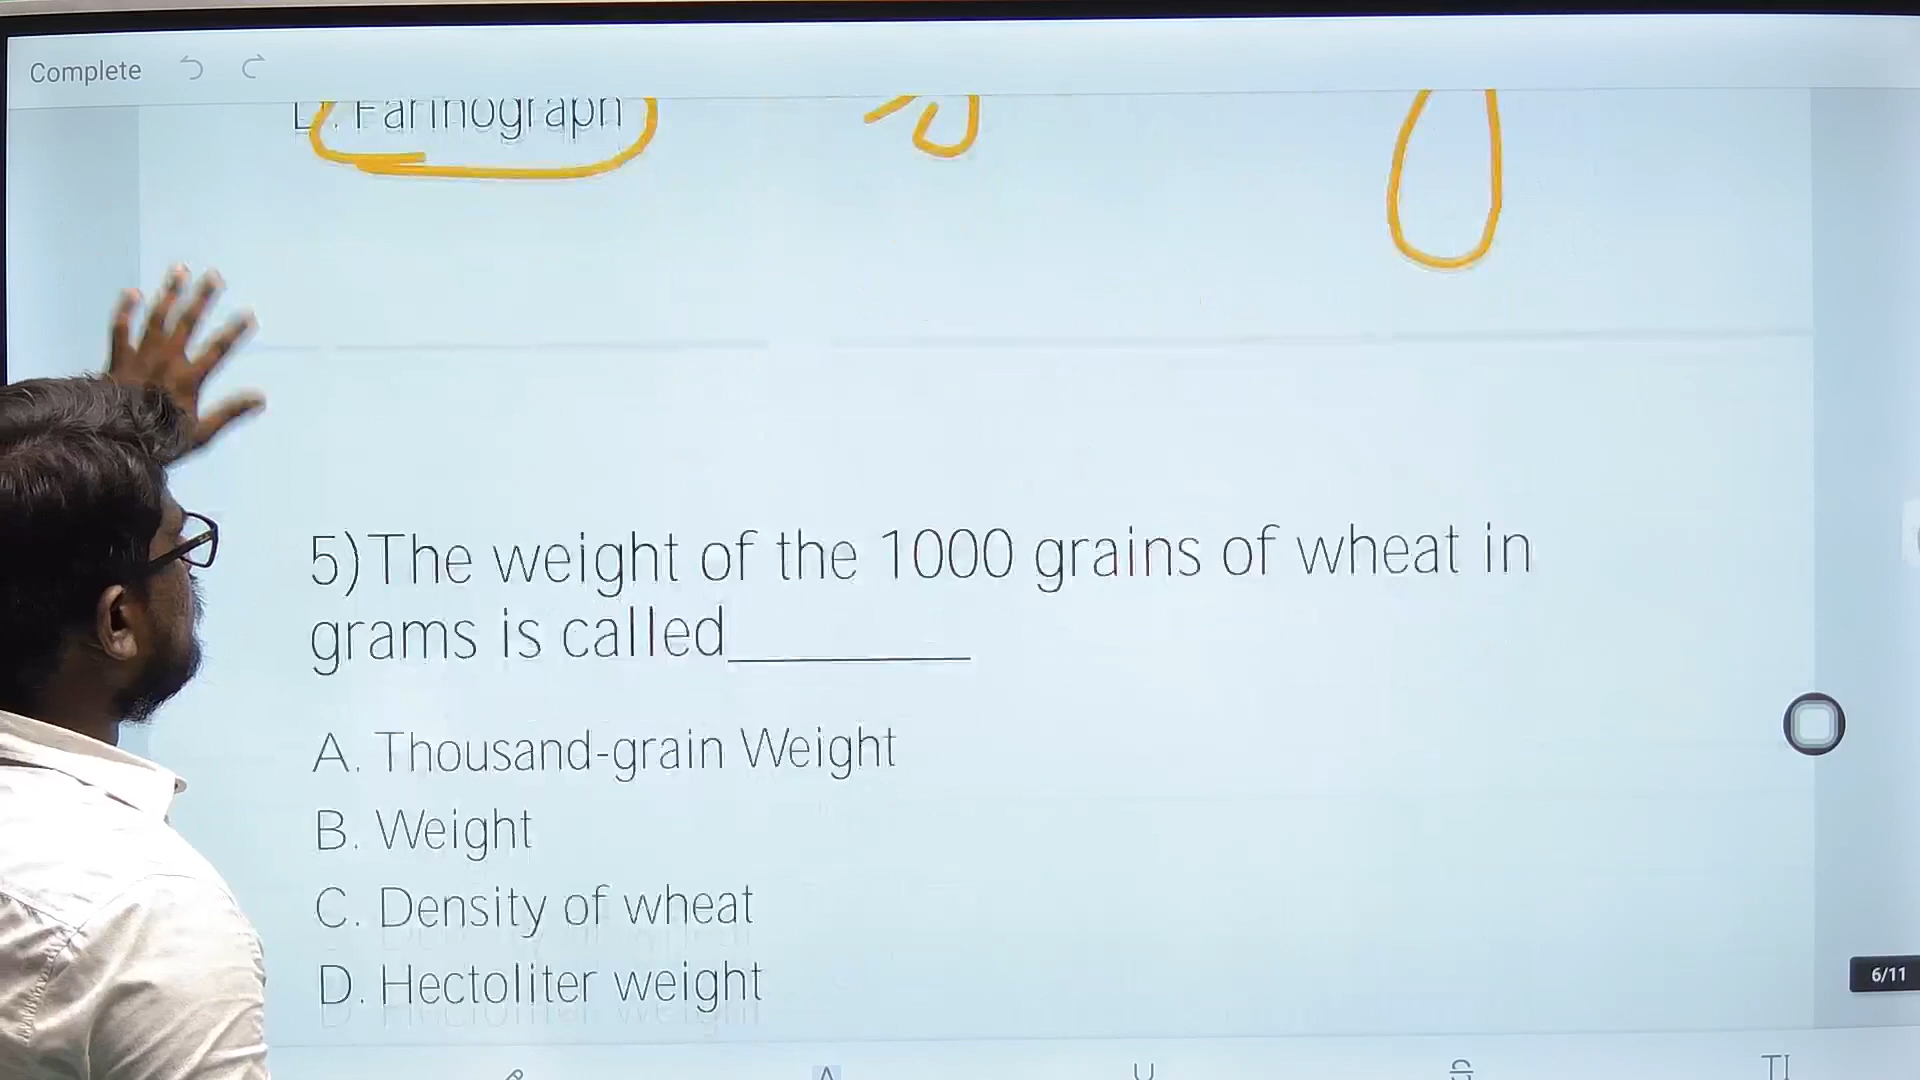 Complete
D. Farinograph
5)The weight of the 1000 grains of wheat in
grams is called________
A. Thousand-grain Weight
B. Weight
C. Density of wheat
D. Hectoliter weight
6/11